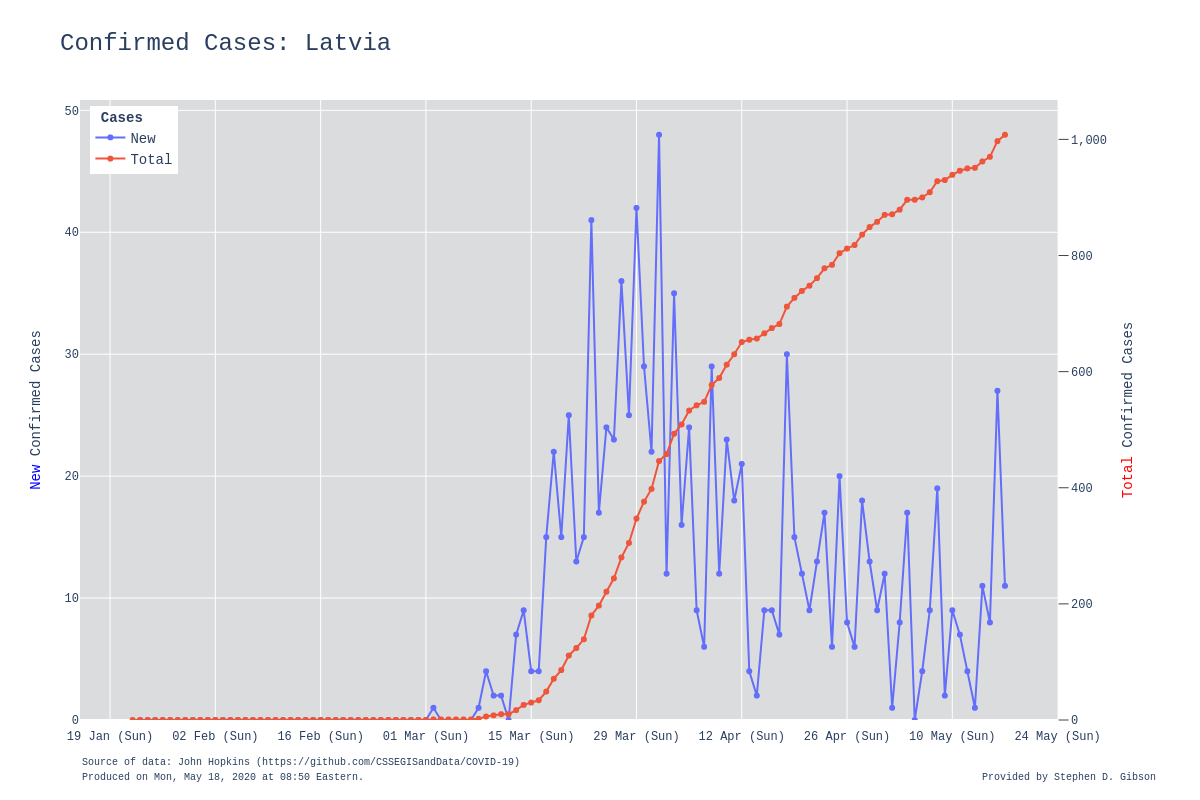 Confirmed Cases: Latvia
Cases
New
Total
50
40
30
20
10
0
1,000
800
600
400
200
0
New Confirmed Cases
Total Confirmed Cases
19 Jan (Sun) 02 Feb (Sun) 16 Feb (Sun) 01 Mar (Sun) 15 Mar (Sun) 29 Mar (Sun) 12 Apr (Sun) 26 Apr (Sun) 10 May (Sun) 24 May (Sun)
Source of data: John Hopkins (https://github.com/CSSEGISandData/COVID-19)
Produced on Mon, May 18, 2020 at 08:50 Eastern.
Provided by Stephen D. Gibson